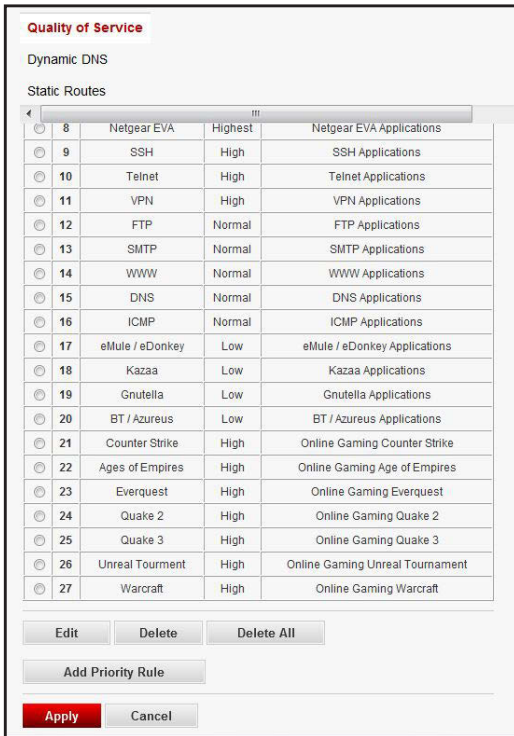 Quality of Service
Dynamic DNS
Static Routes
8 Netgear EVA Highest Netgear EVA Applications
9 SSH High SSH Applications
10 Telnet High Telnet Applications
11 VPN High VPN Applications
12 FTP Normal FTP Applications
13 SMTP Normal SMTP Applications
14 WWW Normal WWW Applications
15 DNS Normal DNS Applications
16 ICMP Normal ICMP Applications
17 eMule / eDonkey Low eMule / eDonkey Applications
18 Kazaa Low Kazaa Applications
19 Gnutella Low Gnutella Applications
20 BT / Azureus Low BT / Azureus Applications
21 Counter Strike High Online Gaming Counter Strike
22 Ages of Empires High Online Gaming Age of Empires
23 Everquest High Online Gaming Everquest
24 Quake 2 High Online Gaming Quake 2
25 Quake 3 High Online Gaming Quake 3
26 Unreal Tourment High Online Gaming Unreal Tournament
27 Warcraft High Online Gaming Warcraft
Edit Delete Delete All
Add Priority Rule
Apply Cancel